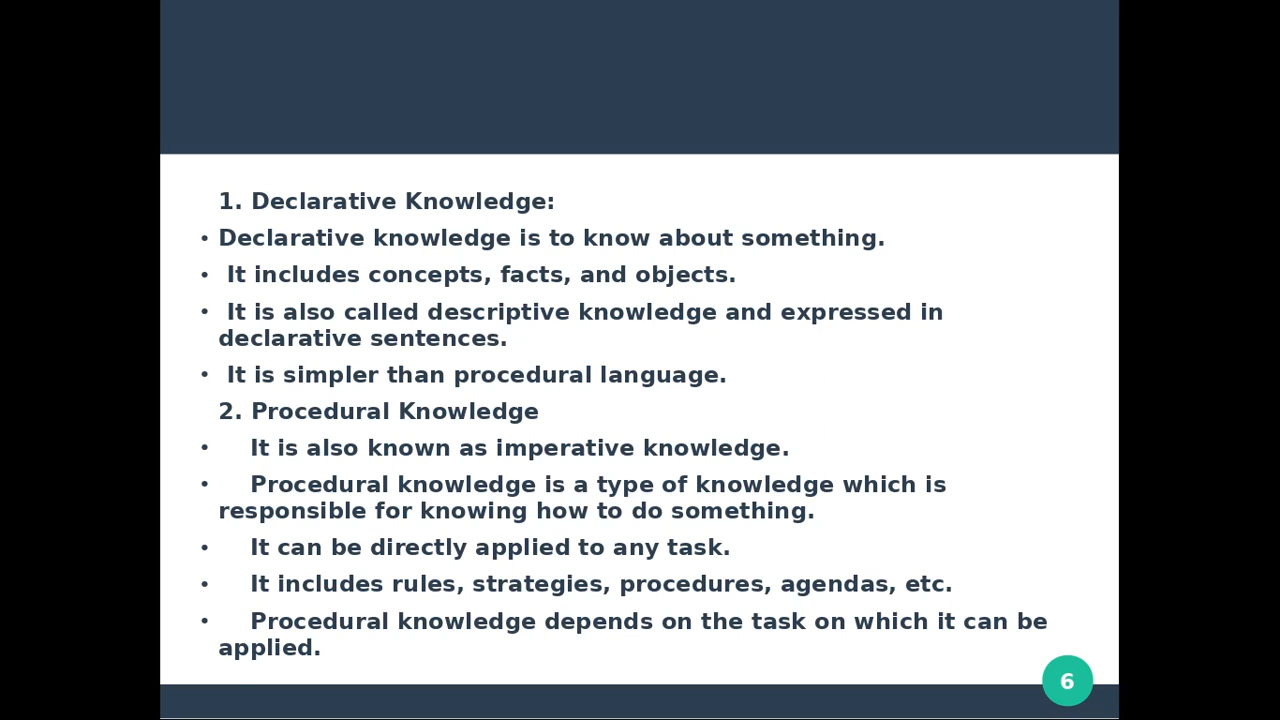 1. Declarative Knowledge:
• Declarative knowledge is to know about something.
• It includes concepts, facts, and objects.
• It is also called descriptive knowledge and expressed in
declarative sentences.
• It is simpler than procedural language.
2. Procedural Knowledge
• It is also known as imperative knowledge.
• Procedural knowledge is a type of knowledge which is
responsible for knowing how to do something.
• It can be directly applied to any task.
• It includes rules, strategies, procedures, agendas, etc.
• Procedural knowledge depends on the task on which it can be
applied.
6